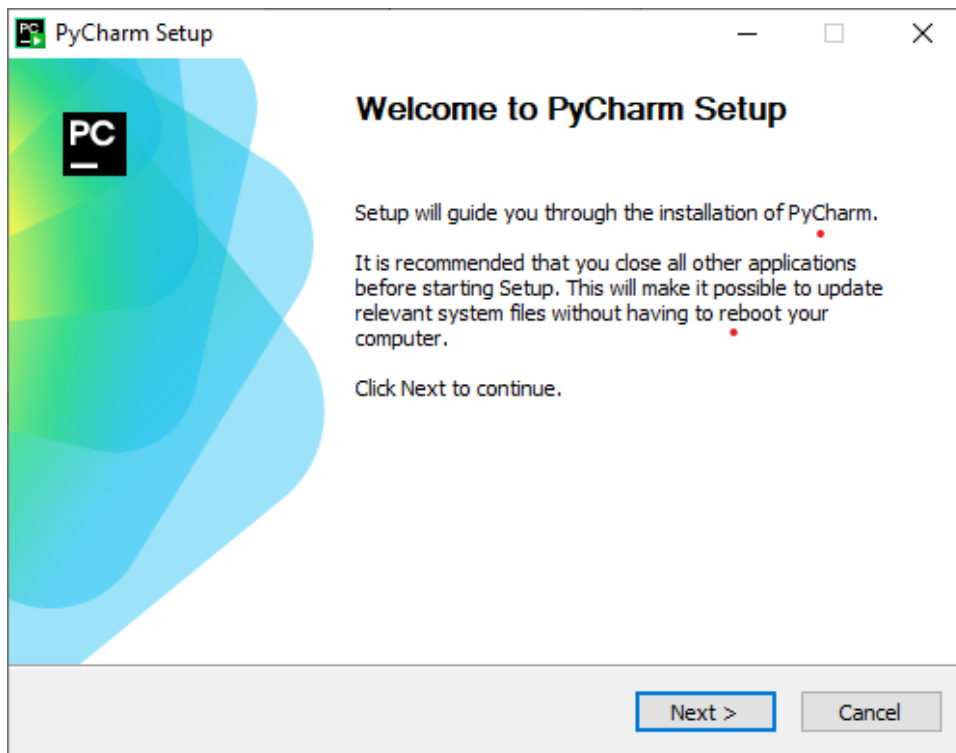 PyCharm Setup
PC
Welcome to PyCharm Setup
Setup will guide you through the installation of PyCharm.
It is recommended that you close all other applications
before starting Setup. This will make it possible to update
relevant system files without having to reboot your
computer.
Click Next to continue.
Next >
Cancel